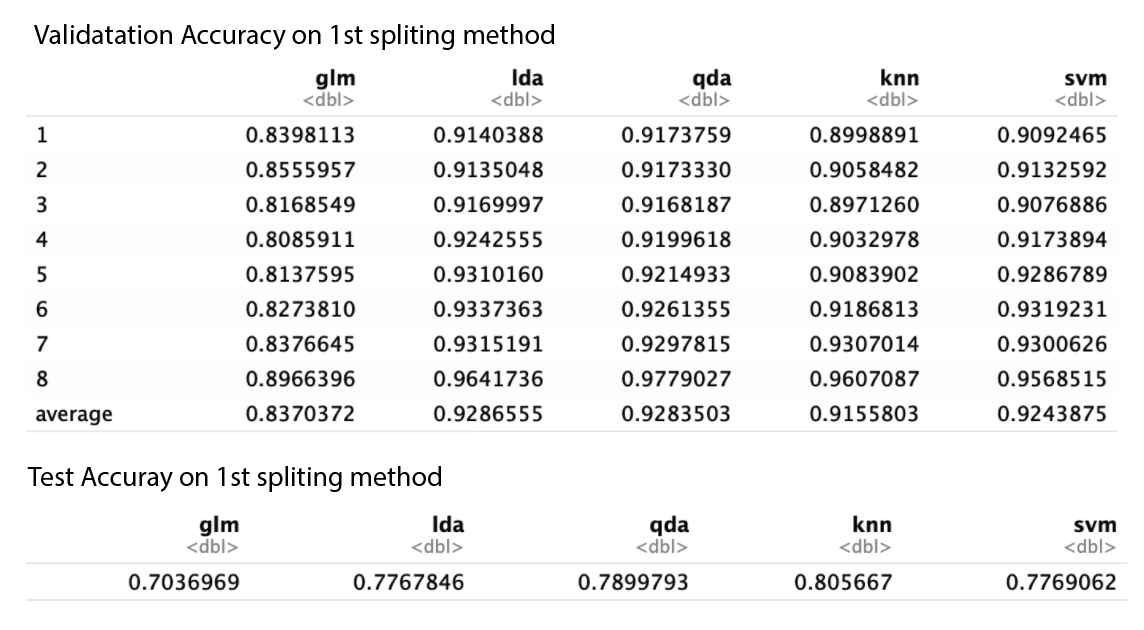 Validatation Accuracy on 1st spliting method
glm lda qda knn svm
<dbl> <dbl> <dbl> <dbl> <dbl>
1 0.8398113 0.9140388 0.9173759 0.8998891 0.9092465
2 0.8555957 0.9135048 0.9173330 0.9058482 0.9132592
3 0.8168549 0.9169997 0.9168187 0.8971260 0.9076886
4 0.8085911 0.9242555 0.9199618 0.9032978 0.9173894
5 0.8137595 0.9310160 0.9214933 0.9083902 0.9286789
6 0.8273810 0.9337363 0.9261355 0.9186813 0.9319231
7 0.8376645 0.9315191 0.9297815 0.9307014 0.9300626
8 0.8966396 0.9641736 0.9779027 0.9607087 0.9568515
average 0.8370372 0.9286555 0.9283503 0.9155803 0.9243875
Test Accuray on 1st spliting method
glm lda qda knn svm
<dbl> <dbl> <dbl> <dbl> <dbl>
0.7036969 0.7767846 0.7899793 0.805667 0.7769062